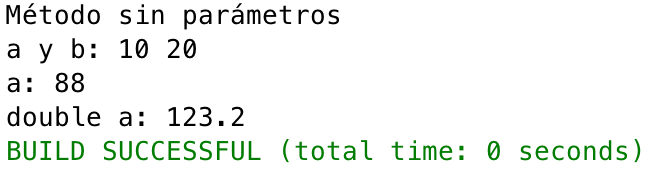 Método sin parámetros
a y b: 10 20
a: 88
double a: 123.2
BUILD SUCCESSFUL (total time: 0 seconds)